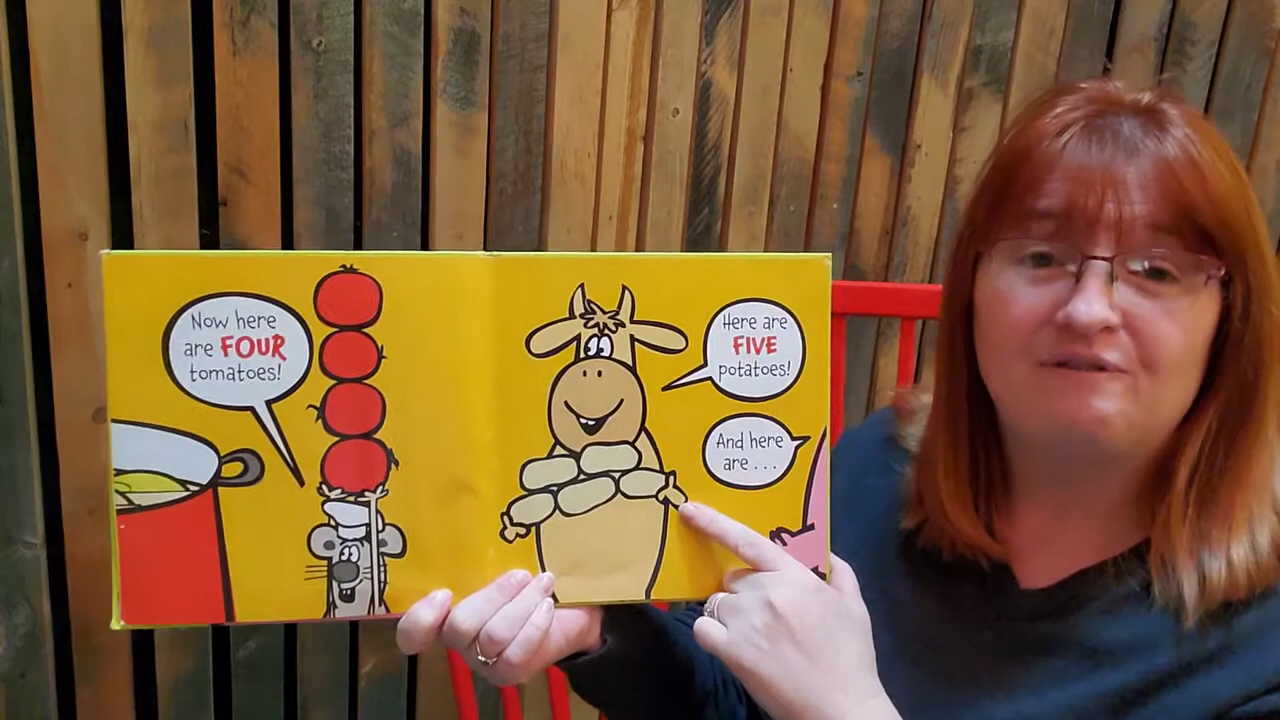 Now here
are FOUR
tomatoes!
Here are
FIVE
potatoes!
And here
are . . .